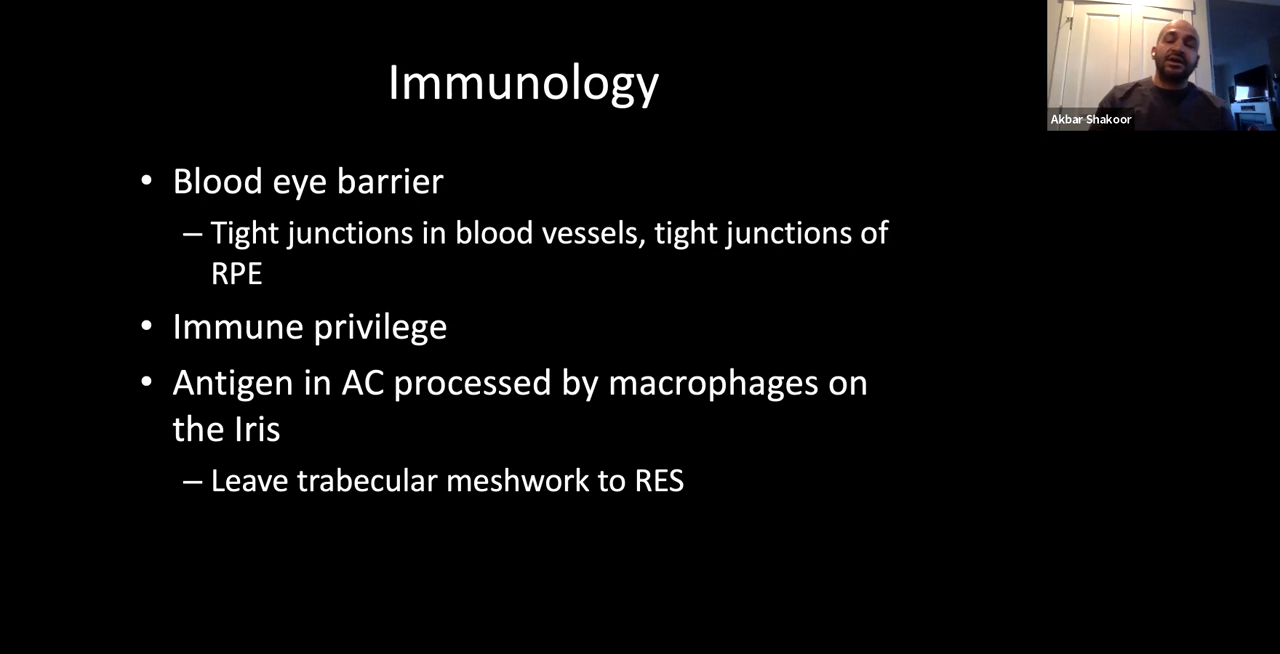 Immunology
Akbar Shakoor
• Blood eye barrier
– Tight junctions in blood vessels, tight junctions of
RPE
• Immune privilege
• Antigen in AC processed by macrophages on
the Iris
– Leave trabecular meshwork to RES